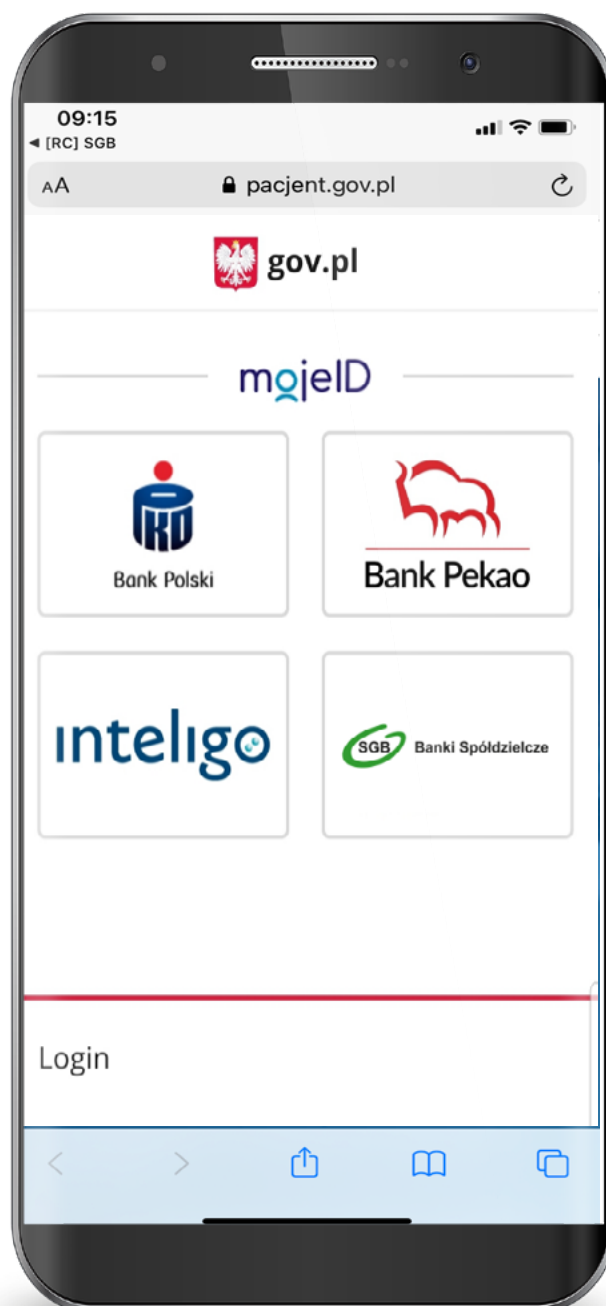 09:15
◀ [RC] SGB
AA pacjent.gov.pl
gov.pl
mojeID
PKO
Bank Polski
Bank Pekao
inteligo
SGB Banki Spółdzielcze
Login